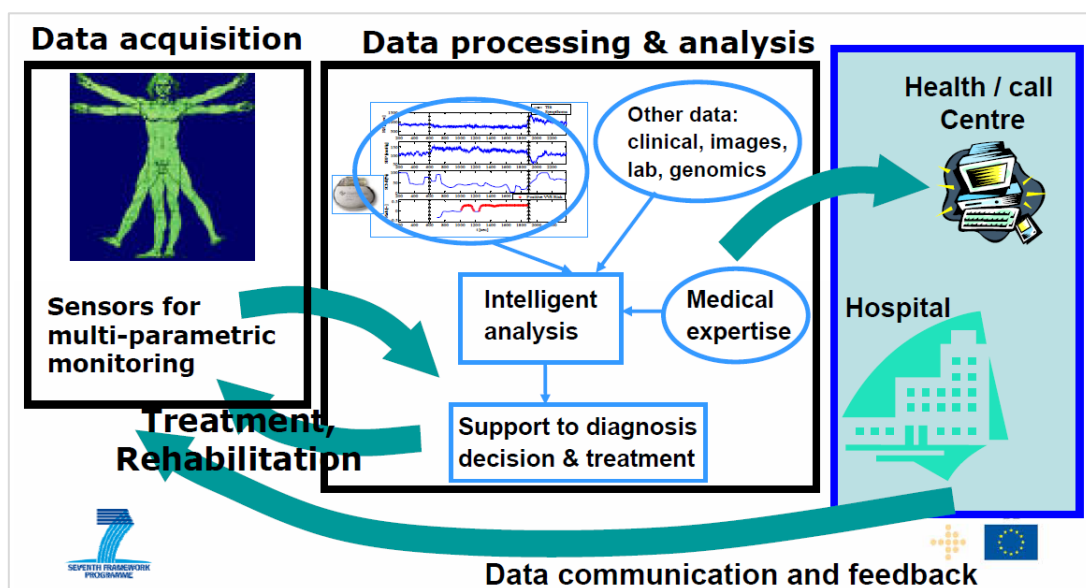 Data acquisition
Data processing & analysis
Sensors for
multi-parametric
monitoring
Other data:
clinical, images,
lab, genomics
Intelligent
analysis
Medical
expertise
Support to diagnosis
decision & treatment
Health / call
Centre
Hospital
Treatment,
Rehabilitation
SEVENTH FRAMEWORK
PROGRAMME
Data communication and feedback